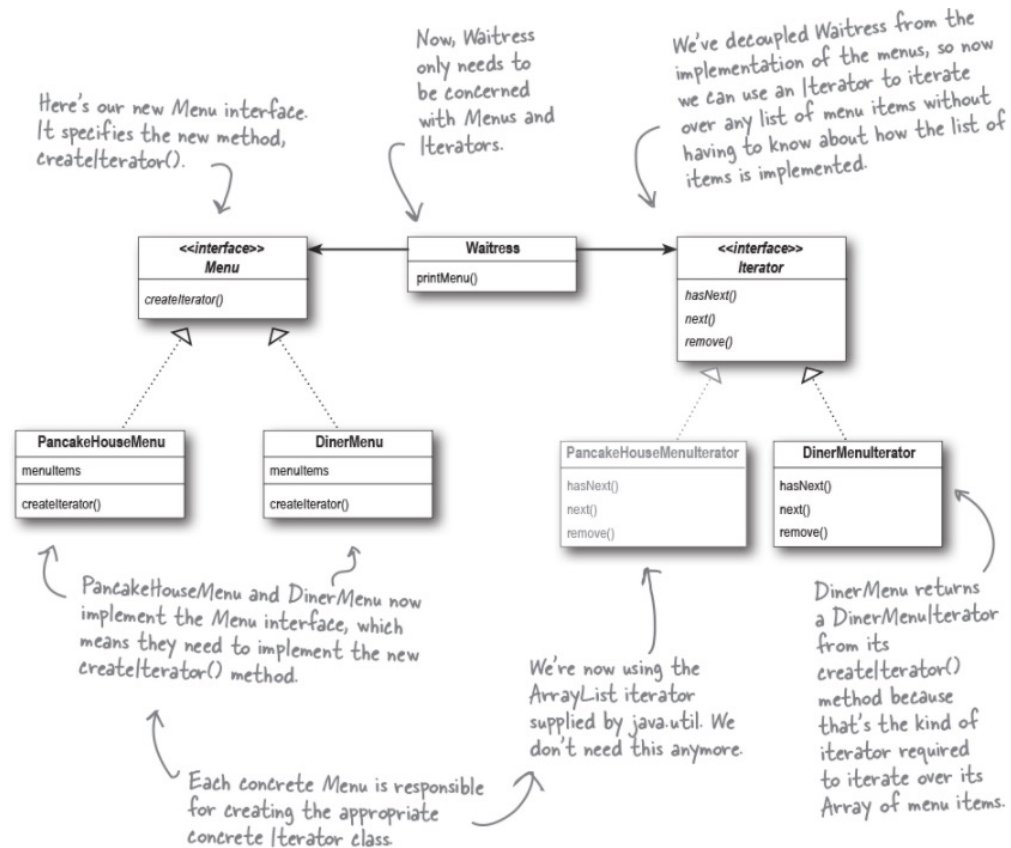 Here's our new Menu interface.
It specifies the new method,
createIterator().
Now, Waitress
only needs to
be concerned
with Menus and
Iterators.
We've decoupled Waitress from the
implementation of the menus, so now
we can use an Iterator to iterate
over any list of menu items without
having to know about how the list of
items is implemented.
<<interface>>
Menu
createIterator()
Waitress
printMenu()
<<interface>>
Iterator
hasNext()
next()
remove()
PancakeHouseMenu
menuItems
createIterator()
DinerMenu
menuItems
createIterator()
PancakeHouseMenuIterator
hasNext()
next()
remove()
DinerMenuIterator
hasNext()
next()
remove()
PancakeHouseMenu and DinerMenu now
implement the Menu interface, which
means they need to implement the new
createIterator() method.
We're now using the
ArrayList iterator
supplied by java.util. We
don't need this anymore.
DinerMenu returns
a DinerMenuIterator
from its
createIterator()
method because
that's the kind of
iterator required
to iterate over its
Array of menu items.
Each concrete Menu is responsible
for creating the appropriate
concrete Iterator class.